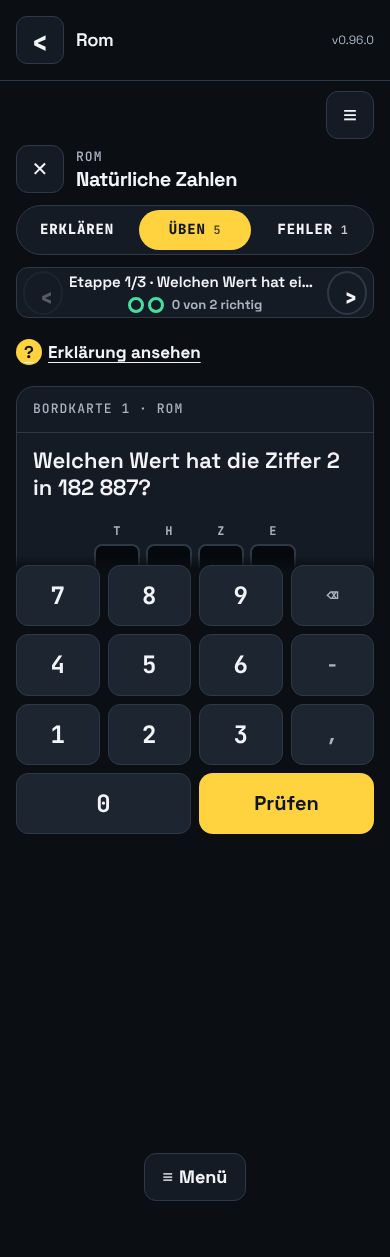 < Rom v0.96.0
≡
✕ ROM
Natürliche Zahlen
ERKLÄREN ÜBEN 5 FEHLER 1
Etappe 1/3 · Welchen Wert hat ei…
< >
0 von 2 richtig
? Erklärung ansehen
BORDKARTE 1 · ROM
Welchen Wert hat die Ziffer 2
in 182 887?
T H Z E
7 8 9 ⌫
4 5 6 -
1 2 3 ,
0 Prüfen
≡ Menü